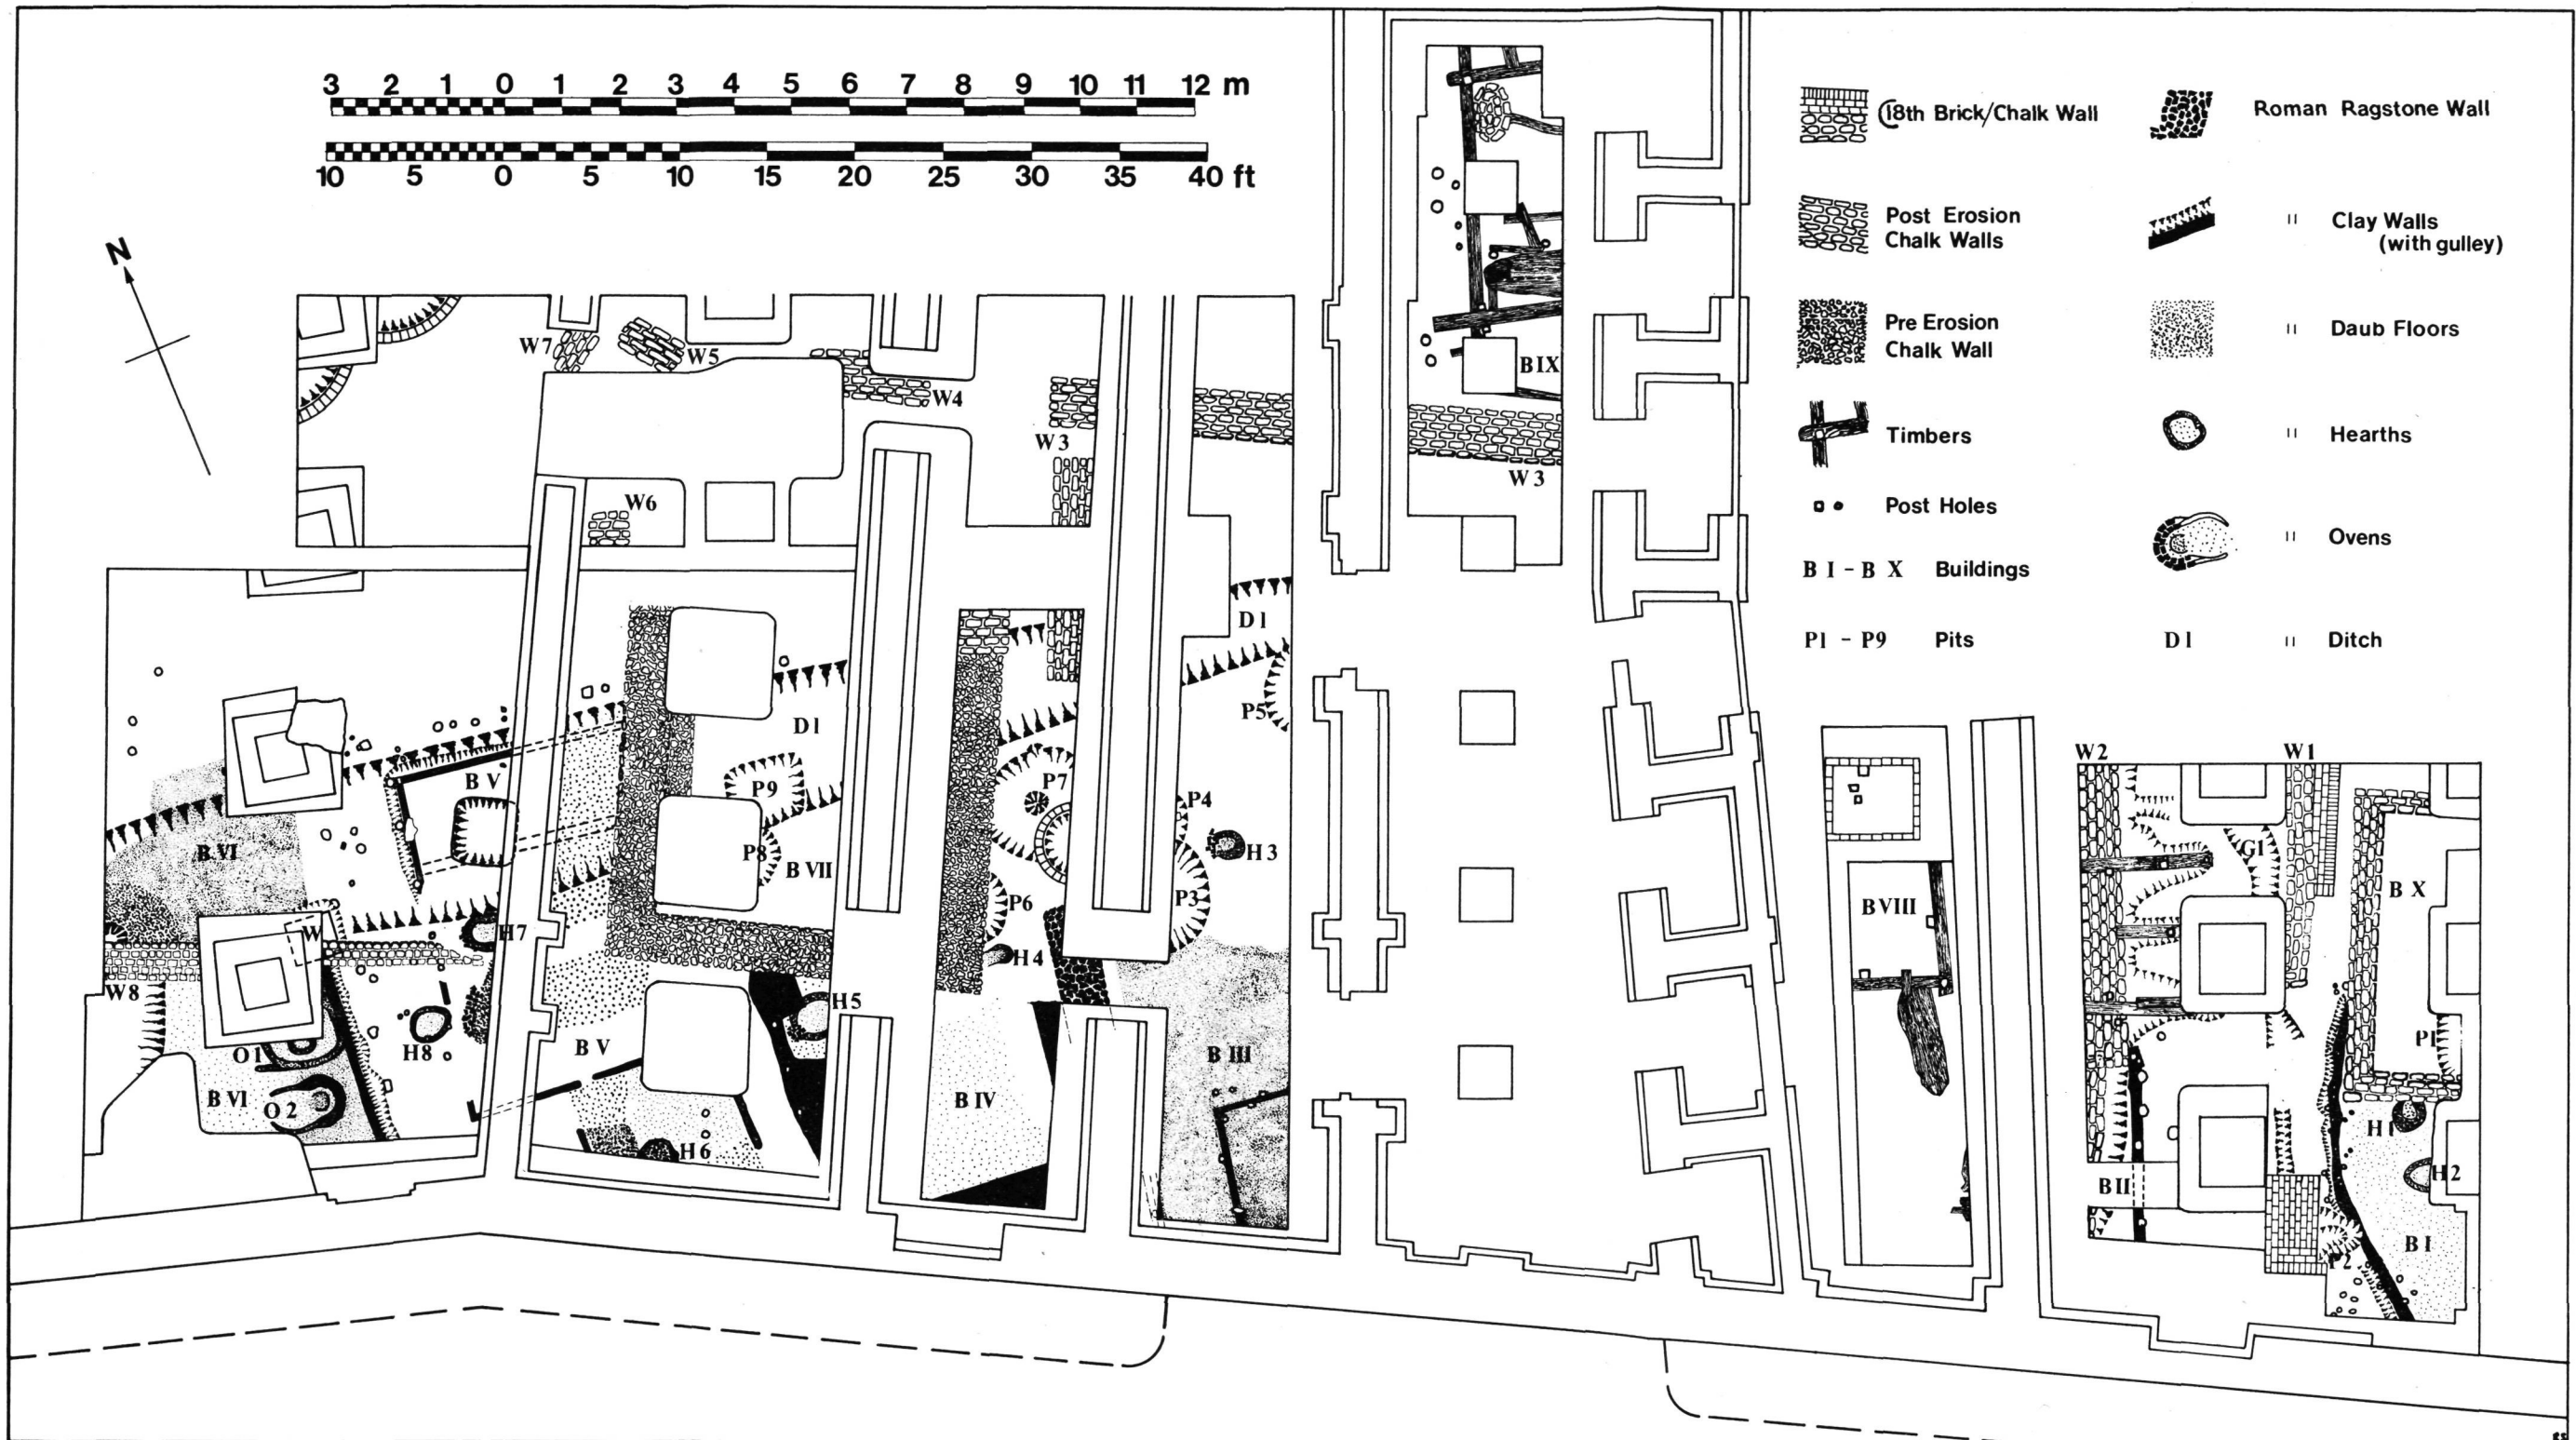 3 2 1 0 1 2 3 4 5 6 7 8 9 10 11 12 m
10 5 0 5 10 15 20 25 30 35 40 ft
N
C18th Brick/Chalk Wall
Roman Ragstone Wall
Post Erosion
Chalk Walls
" Clay Walls
(with gulley)
Pre Erosion
Chalk Wall
" Daub Floors
Timbers
" Hearths
Post Holes
" Ovens
B I - B X Buildings
P1 - P9 Pits
D1 " Ditch
W7
W5
W4
W3
W6
B IX
W3
D1
P5
D1
P9
P8
B VII
P7
P6
H4
P4
P3
H3
B V
B VI
W
H7
W8
O1
H8
B VI
O2
H5
B V
H6
B IV
B III
B VIII
W2
W1
G1
B X
P1
H1
H2
B II
B I
P2